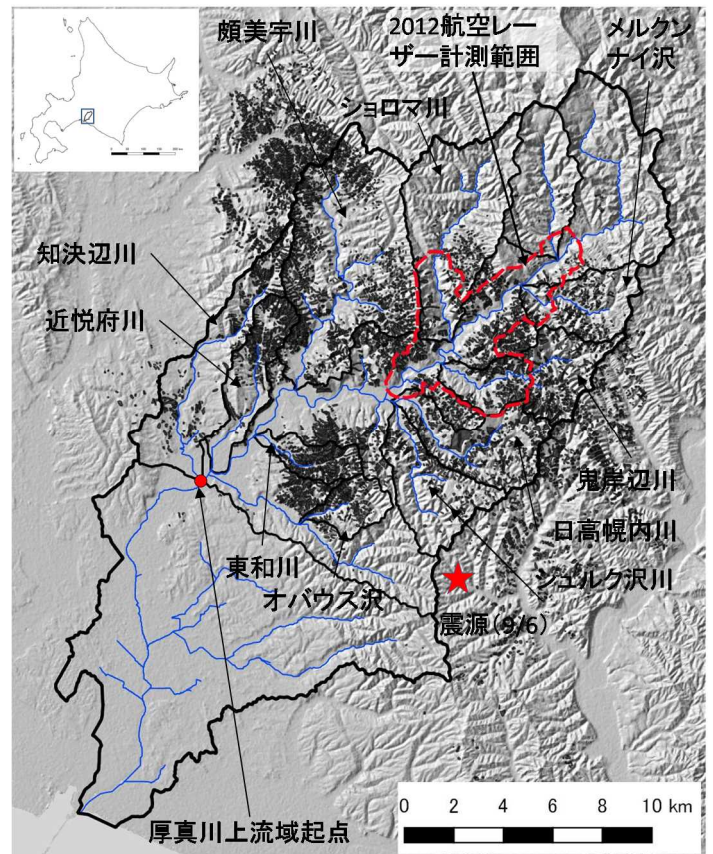 頗美宇川
2012航空レー
ザー計測範囲
メルクン
ナイ沢
ショロマ川
知決辺川
近悦府川
鬼岸辺川
日高幌内川
東和川
オバウス沢
シュルク沢川
震源(9/6)
厚真川上流域起点
0 2 4 6 8 10 km